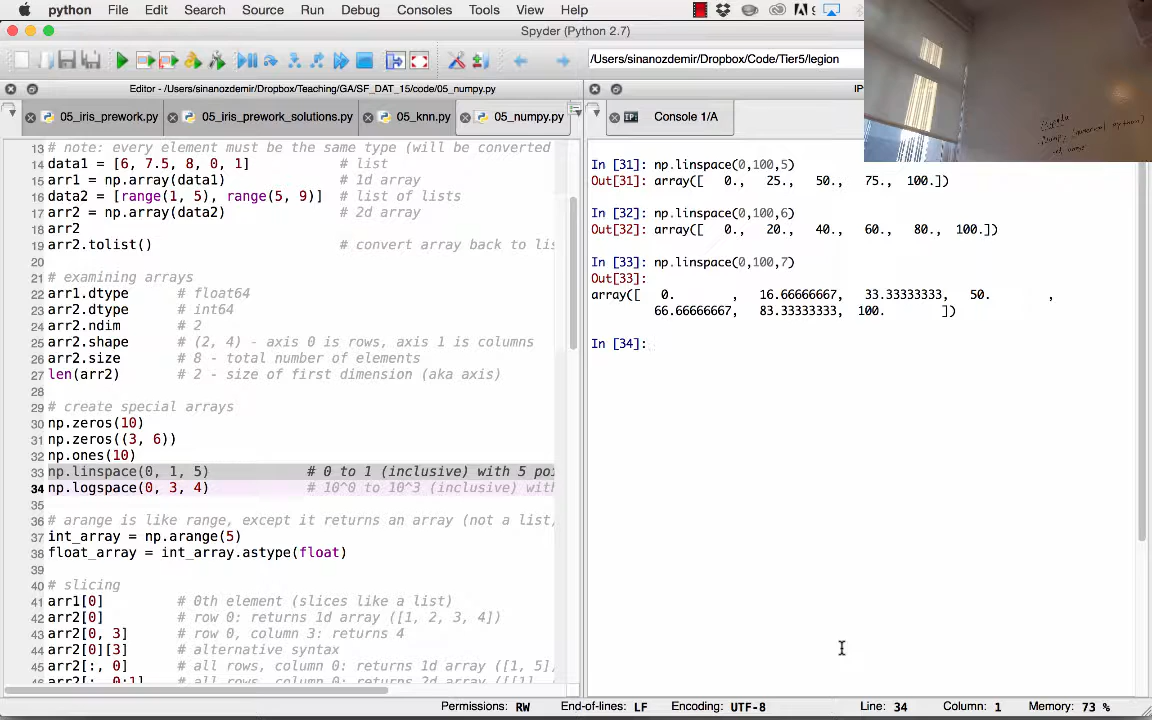 python File Edit Search Source Run Debug Consoles Tools View Help
Spyder (Python 2.7)
/Users/sinanozdemir/Dropbox/Code/Tier5/legion
Editor - /Users/sinanozdemir/Dropbox/Teaching/GA/SF_DAT_15/code/05_numpy.py
05_iris_prework.py 05_iris_prework_solutions.py 05_knn.py 05_numpy.py
Console 1/A
13 # note: every element must be the same type (will be converted
14 data1 = [6, 7.5, 8, 0, 1] # list
15 arr1 = np.array(data1) # 1d array
16 data2 = [range(1, 5), range(5, 9)] # list of lists
17 arr2 = np.array(data2) # 2d array
18 arr2
19 arr2.tolist() # convert array back to lis
20
21 # examining arrays
22 arr1.dtype # float64
23 arr2.dtype # int64
24 arr2.ndim # 2
25 arr2.shape # (2, 4) - axis 0 is rows, axis 1 is columns
26 arr2.size # 8 - total number of elements
27 len(arr2) # 2 - size of first dimension (aka axis)
28
29 # create special arrays
30 np.zeros(10)
31 np.zeros((3, 6))
32 np.ones(10)
33 np.linspace(0, 1, 5) # 0 to 1 (inclusive) with 5 poi
34 np.logspace(0, 3, 4) # 10^0 to 10^3 (inclusive) with
35
36 # arange is like range, except it returns an array (not a list)
37 int_array = np.arange(5)
38 float_array = int_array.astype(float)
39
40 # slicing
41 arr1[0] # 0th element (slices like a list)
42 arr2[0] # row 0: returns 1d array ([1, 2, 3, 4])
43 arr2[0, 3] # row 0, column 3: returns 4
44 arr2[0][3] # alternative syntax
45 arr2[:, 0] # all rows, column 0: returns 1d array ([1, 5]
46 arr2[:, 0:1] # all rows, column 0: returns 2d array ([[1]
In [31]: np.linspace(0,100,5)
Out[31]: array([ 0., 25., 50., 75., 100.])
In [32]: np.linspace(0,100,6)
Out[32]: array([ 0., 20., 40., 60., 80., 100.])
In [33]: np.linspace(0,100,7)
Out[33]:
array([ 0. , 16.66666667, 33.33333333, 50. ,
66.66666667, 83.33333333, 100. ])
In [34]:
Permissions: RW End-of-lines: LF Encoding: UTF-8 Line: 34 Column: 1 Memory: 73 %